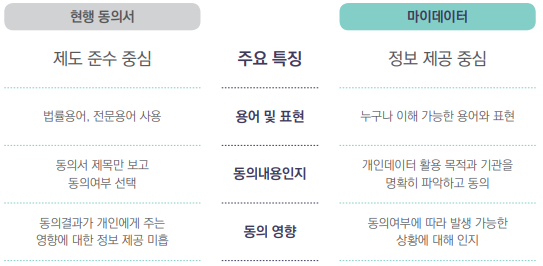 현행 동의서
마이데이터
제도 준수 중심
주요 특징
정보 제공 중심
법률용어, 전문용어 사용
용어 및 표현
누구나 이해 가능한 용어와 표현
동의서 제목만 보고
동의여부 선택
동의내용인지
개인데이터 활용 목적과 기관을
명확히 파악하고 동의
동의결과가 개인에게 주는
영향에 대한 정보 제공 미흡
동의 영향
동의여부에 따라 발생 가능한
상황에 대해 인지